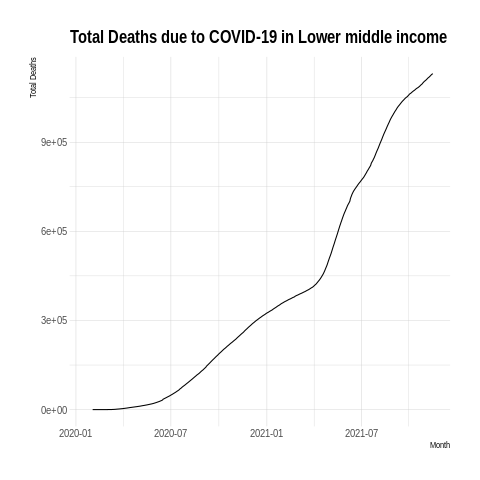 Total Deaths due to COVID-19 in Lower middle income
Total Deaths
9e+05
6e+05
3e+05
0e+00
2020-01 2020-07 2021-01 2021-07
Month